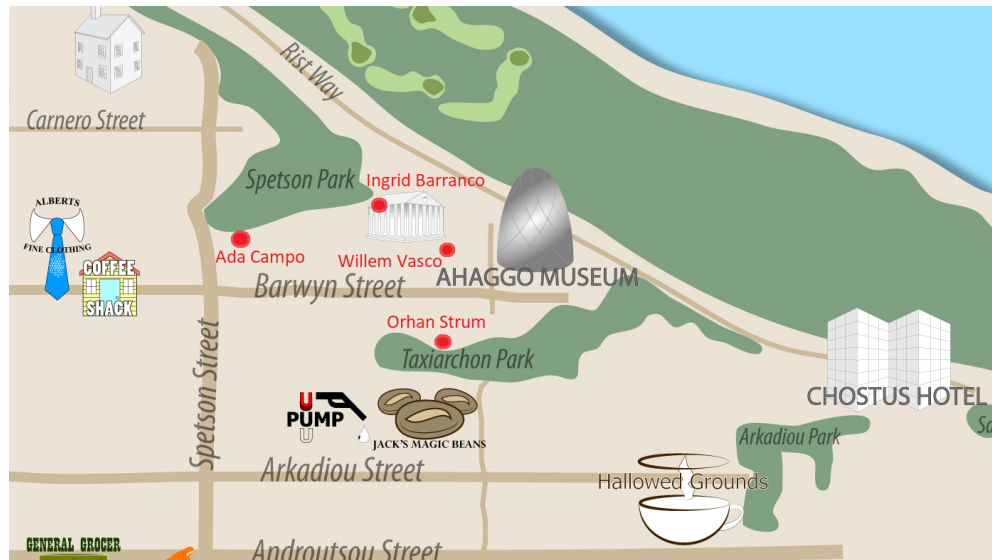 Rist Way
Carnero Street
Spetson Park
Ingrid Barranco
ALBERTS
FINE CLOTHING
COFFEE
SHACK
Ada Campo
Willem Vasco
AHAGGO MUSEUM
Barwyn Street
Orhan Strum
Taxiarchon Park
Spetson Street
CHOSTUS HOTEL
U
PUMP
U
JACK'S MAGIC BEANS
Arkadiou Park
Sa
Arkadiou Street
Hallowed Grounds
GENERAL GROCER
Androutsou Street